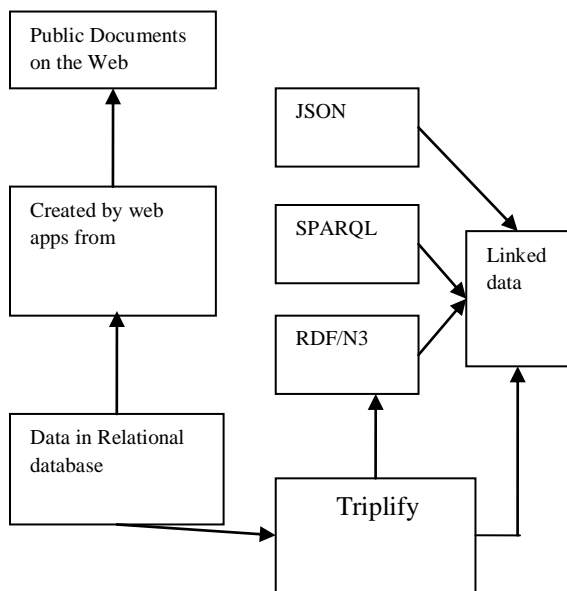 Public Documents
on the Web
JSON
Created by web
apps from
SPARQL
Linked
data
RDF/N3
Data in Relational
database
Triplify